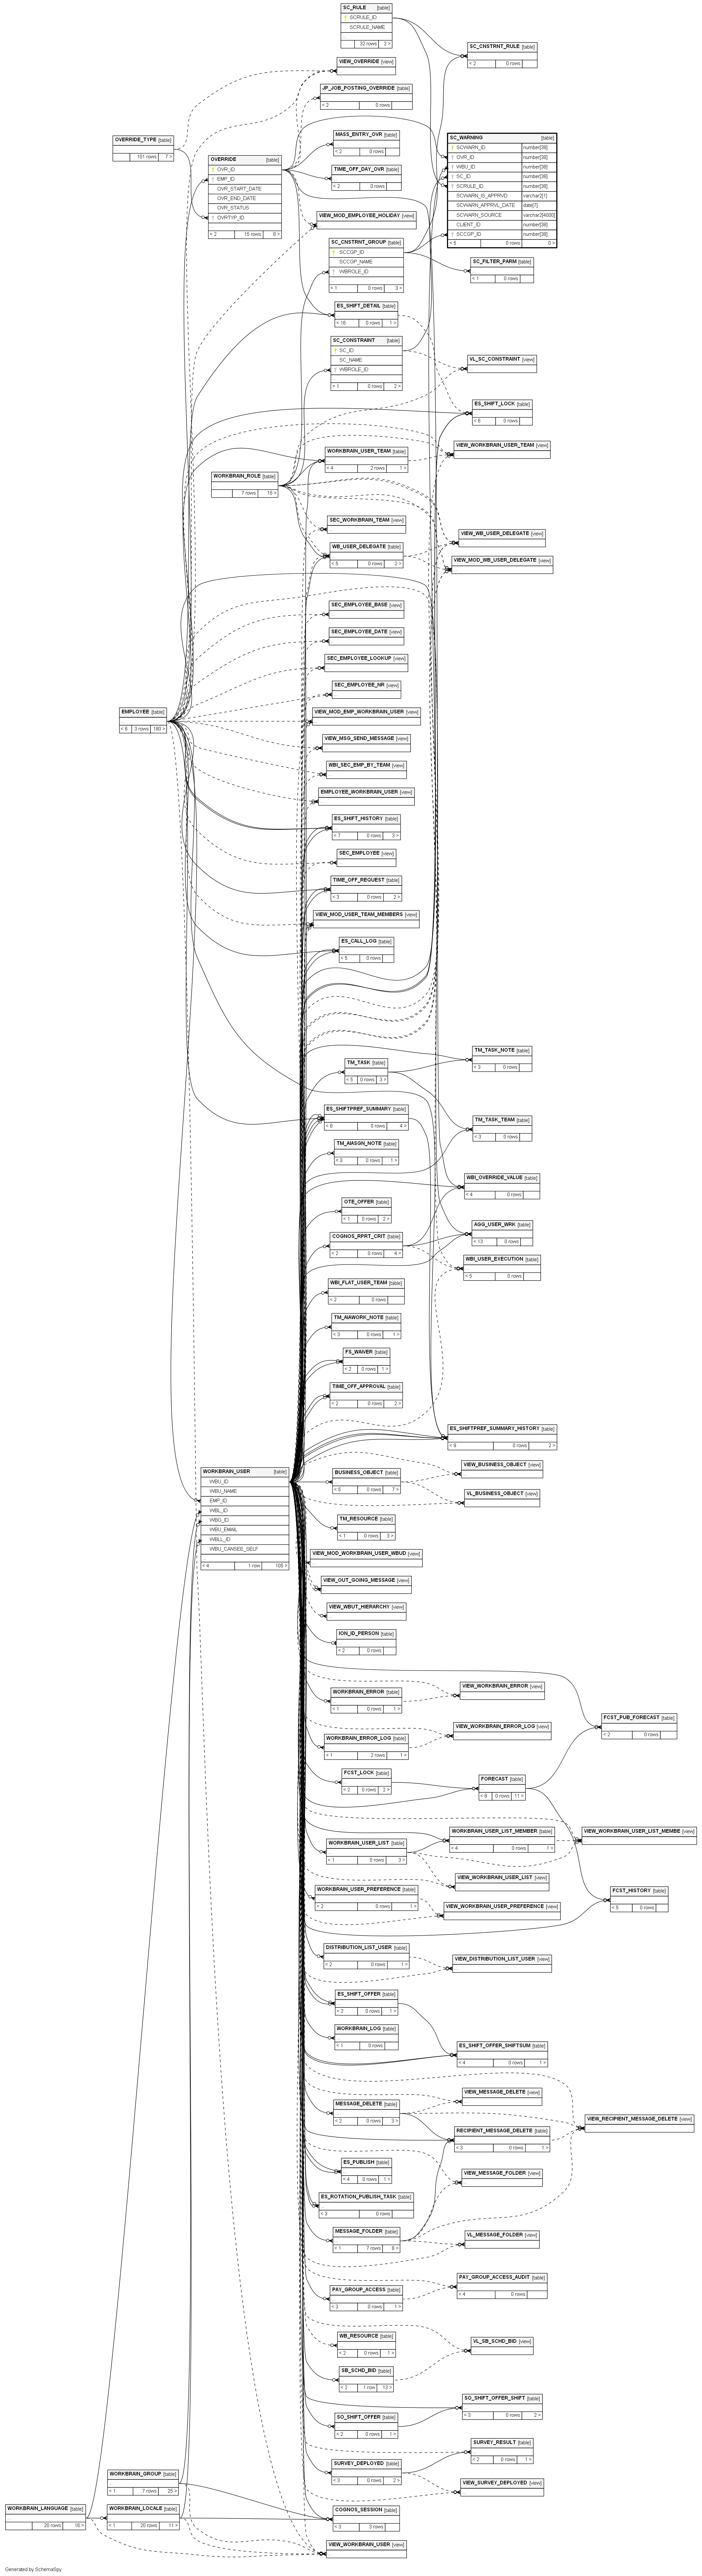 SC_RULE [table]
SCRULE_ID
SCRULE_NAME
...
32 rows 2 >
SC_CNSTRNT_RULE [table]
...
< 2 0 rows
VIEW_OVERRIDE [view]
...
JP_JOB_POSTING_OVERRIDE [table]
...
< 2 0 rows
MASS_ENTRY_OVR [table]
...
< 2 0 rows
OVERRIDE_TYPE [table]
...
101 rows 7 >
SC_WARNING [table]
SCWARN_ID number[38]
OVR_ID number[38]
WBU_ID number[38]
SC_ID number[38]
SCRULE_ID number[38]
SCWARN_IS_APPRVD varchar2[1]
SCWARN_APPRVL_DATE date[7]
SCWARN_SOURCE varchar2[4000]
CLIENT_ID number[38]
SCCGP_ID number[38]
< 5 0 rows 0 >
OVERRIDE [table]
OVR_ID
EMP_ID
OVR_START_DATE
OVR_END_DATE
OVR_STATUS
OVRTYP_ID
...
< 2 15 rows 6 >
TIME_OFF_DAY_OVR [table]
...
< 2 0 rows
VIEW_MOD_EMPLOYEE_HOLIDAY [view]
...
SC_CNSTRNT_GROUP [table]
SCCGP_ID
SCCGP_NAME
WBROLE_ID
...
< 1 0 rows 3 >
SC_FILTER_PARM [table]
...
< 1 0 rows
ES_SHIFT_DETAIL [table]
...
< 16 0 rows 1 >
SC_CONSTRAINT [table]
SC_ID
SC_NAME
WBROLE_ID
...
< 1 0 rows 2 >
VL_SC_CONSTRAINT [view]
...
ES_SHIFT_LOCK [table]
...
< 6 0 rows
WORKBRAIN_USER_TEAM [table]
...
< 4 2 rows 1 >
VIEW_WORKBRAIN_USER_TEAM [view]
...
WORKBRAIN_ROLE [table]
...
7 rows 15 >
SEC_WORKBRAIN_TEAM [view]
...
WB_USER_DELEGATE [table]
...
< 5 0 rows 2 >
VIEW_WB_USER_DELEGATE [view]
...
VIEW_MOD_WB_USER_DELEGATE [view]
...
SEC_EMPLOYEE_BASE [view]
...
SEC_EMPLOYEE_DATE [view]
...
SEC_EMPLOYEE_LOOKUP [view]
...
SEC_EMPLOYEE_NR [view]
...
EMPLOYEE [table]
...
< 6 3 rows 180 >
VIEW_MOD_EMP_WORKBRAIN_USER [view]
...
VIEW_MSG_SEND_MESSAGE [view]
...
WBI_SEC_EMP_BY_TEAM [view]
...
EMPLOYEE_WORKBRAIN_USER [view]
...
ES_SHIFT_HISTORY [table]
...
< 7 0 rows 3 >
SEC_EMPLOYEE [view]
...
TIME_OFF_REQUEST [table]
...
< 3 0 rows 2 >
VIEW_MOD_USER_TEAM_MEMBERS [view]
...
ES_CALL_LOG [table]
...
< 5 0 rows
TM_TASK_NOTE [table]
...
< 3 0 rows
TM_TASK [table]
...
< 5 0 rows 3 >
ES_SHIFTPREF_SUMMARY [table]
...
< 8 0 rows 4 >
TM_TASK_TEAM [table]
...
< 3 0 rows
TM_AIASGN_NOTE [table]
...
< 3 0 rows 1 >
WBI_OVERRIDE_VALUE [table]
...
< 4 0 rows
OTE_OFFER [table]
...
< 1 0 rows 2 >
AGG_USER_WRK [table]
...
< 13 0 rows
COGNOS_RPRT_CRIT [table]
...
< 2 0 rows 4 >
WBI_USER_EXECUTION [table]
...
< 5 0 rows
WBI_FLAT_USER_TEAM [table]
...
< 2 0 rows
TM_AIAWORK_NOTE [table]
...
< 3 0 rows 1 >
FS_WAIVER [table]
...
< 2 0 rows 1 >
TIME_OFF_APPROVAL [table]
...
< 2 0 rows 2 >
ES_SHIFTPREF_SUMMARY_HISTORY [table]
...
< 9 0 rows 2 >
WORKBRAIN_USER [table]
WBU_ID
WBU_NAME
EMP_ID
WBL_ID
WBG_ID
WBU_EMAIL
WBLL_ID
WBU_CANSEE_SELF
...
< 4 1 row 105 >
BUSINESS_OBJECT [table]
...
< 5 0 rows 7 >
VIEW_BUSINESS_OBJECT [view]
...
VL_BUSINESS_OBJECT [view]
...
TM_RESOURCE [table]
...
< 1 0 rows 3 >
VIEW_MOD_WORKBRAIN_USER_WBUD [view]
...
VIEW_OUT_GOING_MESSAGE [view]
...
VIEW_WBUT_HIERARCHY [view]
...
ION_ID_PERSON [table]
...
< 2 0 rows
WORKBRAIN_ERROR [table]
...
< 1 0 rows 1 >
VIEW_WORKBRAIN_ERROR [view]
...
FCST_PUB_FORECAST [table]
...
< 2 0 rows
WORKBRAIN_ERROR_LOG [table]
...
< 1 2 rows 1 >
VIEW_WORKBRAIN_ERROR_LOG [view]
...
FCST_LOCK [table]
...
< 2 0 rows 2 >
FORECAST [table]
...
< 8 0 rows 11 >
WORKBRAIN_USER_LIST [table]
...
< 1 0 rows 3 >
WORKBRAIN_USER_LIST_MEMBER [table]
...
< 4 0 rows 1 >
VIEW_WORKBRAIN_USER_LIST_MEMBE [view]
...
VIEW_WORKBRAIN_USER_LIST [view]
...
WORKBRAIN_USER_PREFERENCE [table]
...
< 2 0 rows 1 >
VIEW_WORKBRAIN_USER_PREFERENCE [view]
...
FCST_HISTORY [table]
...
< 5 0 rows
DISTRIBUTION_LIST_USER [table]
...
< 2 0 rows 1 >
VIEW_DISTRIBUTION_LIST_USER [view]
...
ES_SHIFT_OFFER [table]
...
< 2 0 rows 1 >
WORKBRAIN_LOG [table]
...
< 1 0 rows
ES_SHIFT_OFFER_SHIFTSUM [table]
...
< 4 0 rows 1 >
MESSAGE_DELETE [table]
...
< 2 0 rows 3 >
VIEW_MESSAGE_DELETE [view]
...
VIEW_RECIPIENT_MESSAGE_DELETE [view]
...
RECIPIENT_MESSAGE_DELETE [table]
...
< 3 0 rows 1 >
ES_PUBLISH [table]
...
< 4 0 rows 1 >
VIEW_MESSAGE_FOLDER [view]
...
ES_ROTATION_PUBLISH_TASK [table]
...
< 3 0 rows
MESSAGE_FOLDER [table]
...
< 1 7 rows 8 >
VL_MESSAGE_FOLDER [view]
...
PAY_GROUP_ACCESS [table]
...
< 3 0 rows 1 >
PAY_GROUP_ACCESS_AUDIT [table]
...
< 4 0 rows
WB_RESOURCE [table]
...
< 2 0 rows 1 >
VL_SB_SCHD_BID [view]
...
SB_SCHD_BID [table]
...
< 2 1 row 13 >
SO_SHIFT_OFFER [table]
...
< 2 0 rows 1 >
SO_SHIFT_OFFER_SHIFT [table]
...
< 3 0 rows 2 >
SURVEY_RESULT [table]
...
< 2 0 rows 1 >
SURVEY_DEPLOYED [table]
...
< 3 0 rows 2 >
VIEW_SURVEY_DEPLOYED [view]
...
WORKBRAIN_GROUP [table]
...
< 1 7 rows 25 >
WORKBRAIN_LANGUAGE [table]
...
20 rows 16 >
WORKBRAIN_LOCALE [table]
...
< 1 20 rows 11 >
COGNOS_SESSION [table]
...
< 3 3 rows
VIEW_WORKBRAIN_USER [view]
...
Generated by SchemaSpy